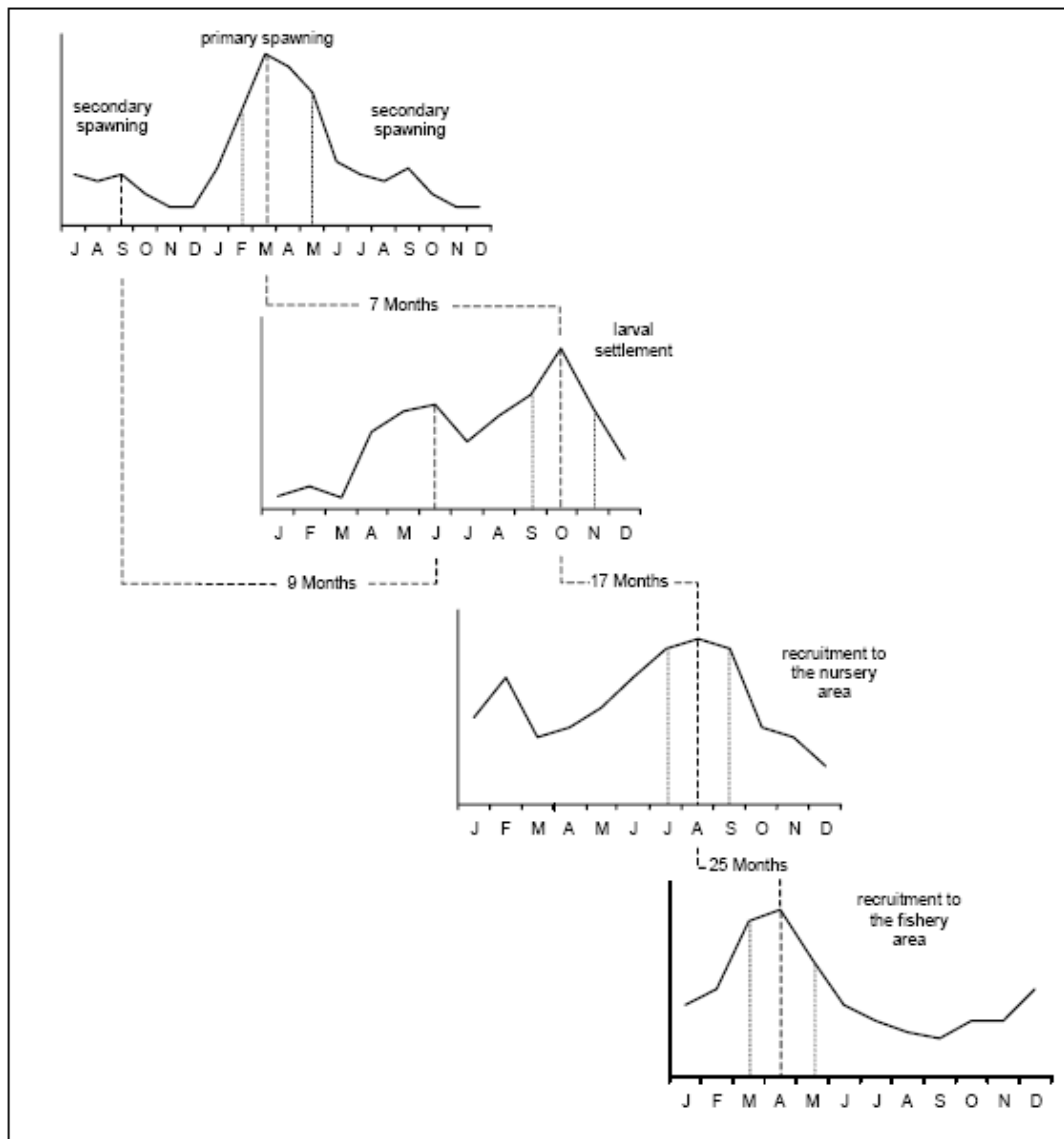 primary spawning
secondary
spawning
secondary
spawning
J A S O N D J F M A M J J A S O N D
7 Months
larval
settlement
J F M A M J J A S O N D
9 Months
17 Months
recruitment to
the nursery
area
J F M A M J J A S O N D
25 Months
recruitment to
the fishery
area
J F M A M J J A S O N D